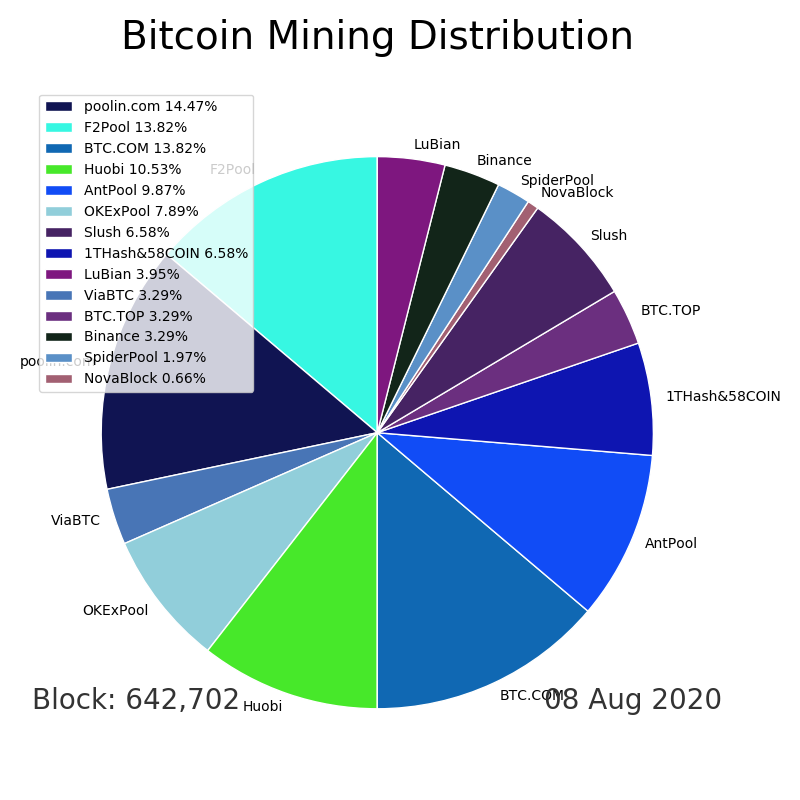 Bitcoin Mining Distribution
poolin.com 14.47%
F2Pool 13.82%
BTC.COM 13.82%
Huobi 10.53%
AntPool 9.87%
OKExPool 7.89%
Slush 6.58%
1THash&58COIN 6.58%
LuBian 3.95%
ViaBTC 3.29%
BTC.TOP 3.29%
Binance 3.29%
SpiderPool 1.97%
NovaBlock 0.66%
LuBian
Binance
F2Pool
SpiderPool
NovaBlock
Slush
BTC.TOP
poolin.com
1THash&58COIN
ViaBTC
AntPool
OKExPool
BTC.COM
Huobi
Block: 642,702
08 Aug 2020